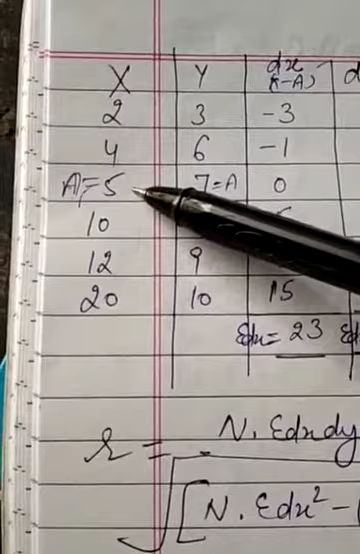 X Y dx d
(x-A)
2 3 -3
4 6 -1
A=5 7=A 0
10
12 9
20 10 15
Σdx = 23 Σd
r = N. Σdxdy
[N. Σdx² - (